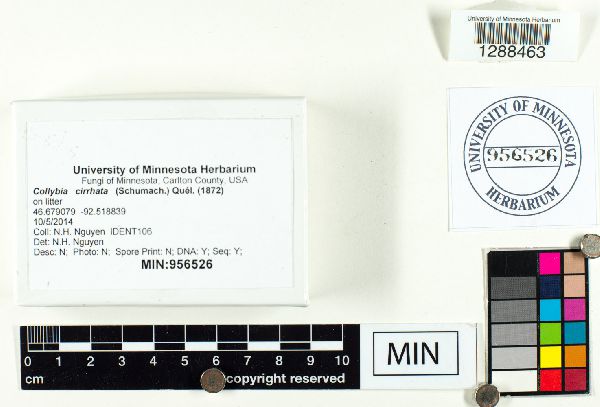 University of Minnesota Herbarium
1288463
UNIVERSITY OF MINNESOTA
956526
HERBARIUM
University of Minnesota Herbarium
Fungi of Minnesota, Carlton County, USA
Collybia cirrhata (Schumach.) Quél. (1872)
on litter
46.679079 -92.518839
10/5/2014
Coll: N.H. Nguyen IDENT106
Det: N.H. Nguyen
Desc: N; Photo: N; Spore Print: N; DNA: Y; Seq: Y;
MIN:956526
0 1 2 3 4 5 6 7 8 9 10
cm copyright reserved
MIN